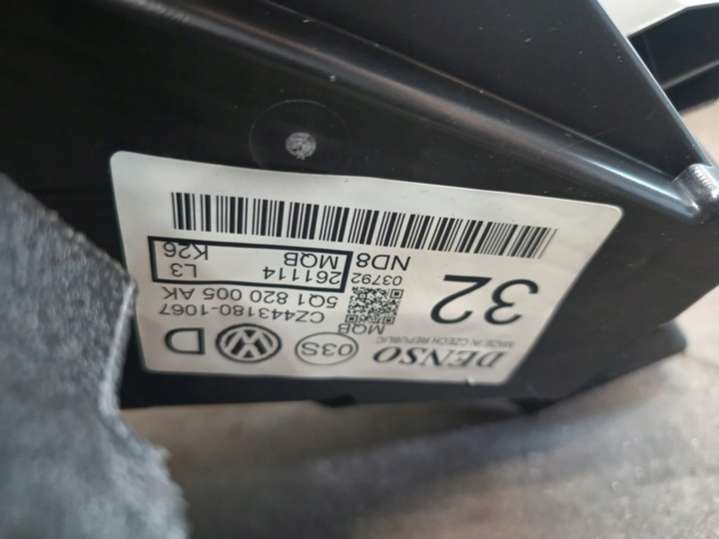 DENSO
MADE IN CZECH REPUBLIC
03S
D
MQB
CZ443180-1067
5Q1 820 005 AK
32
03792
261114
L3
ND8 MQB
K26